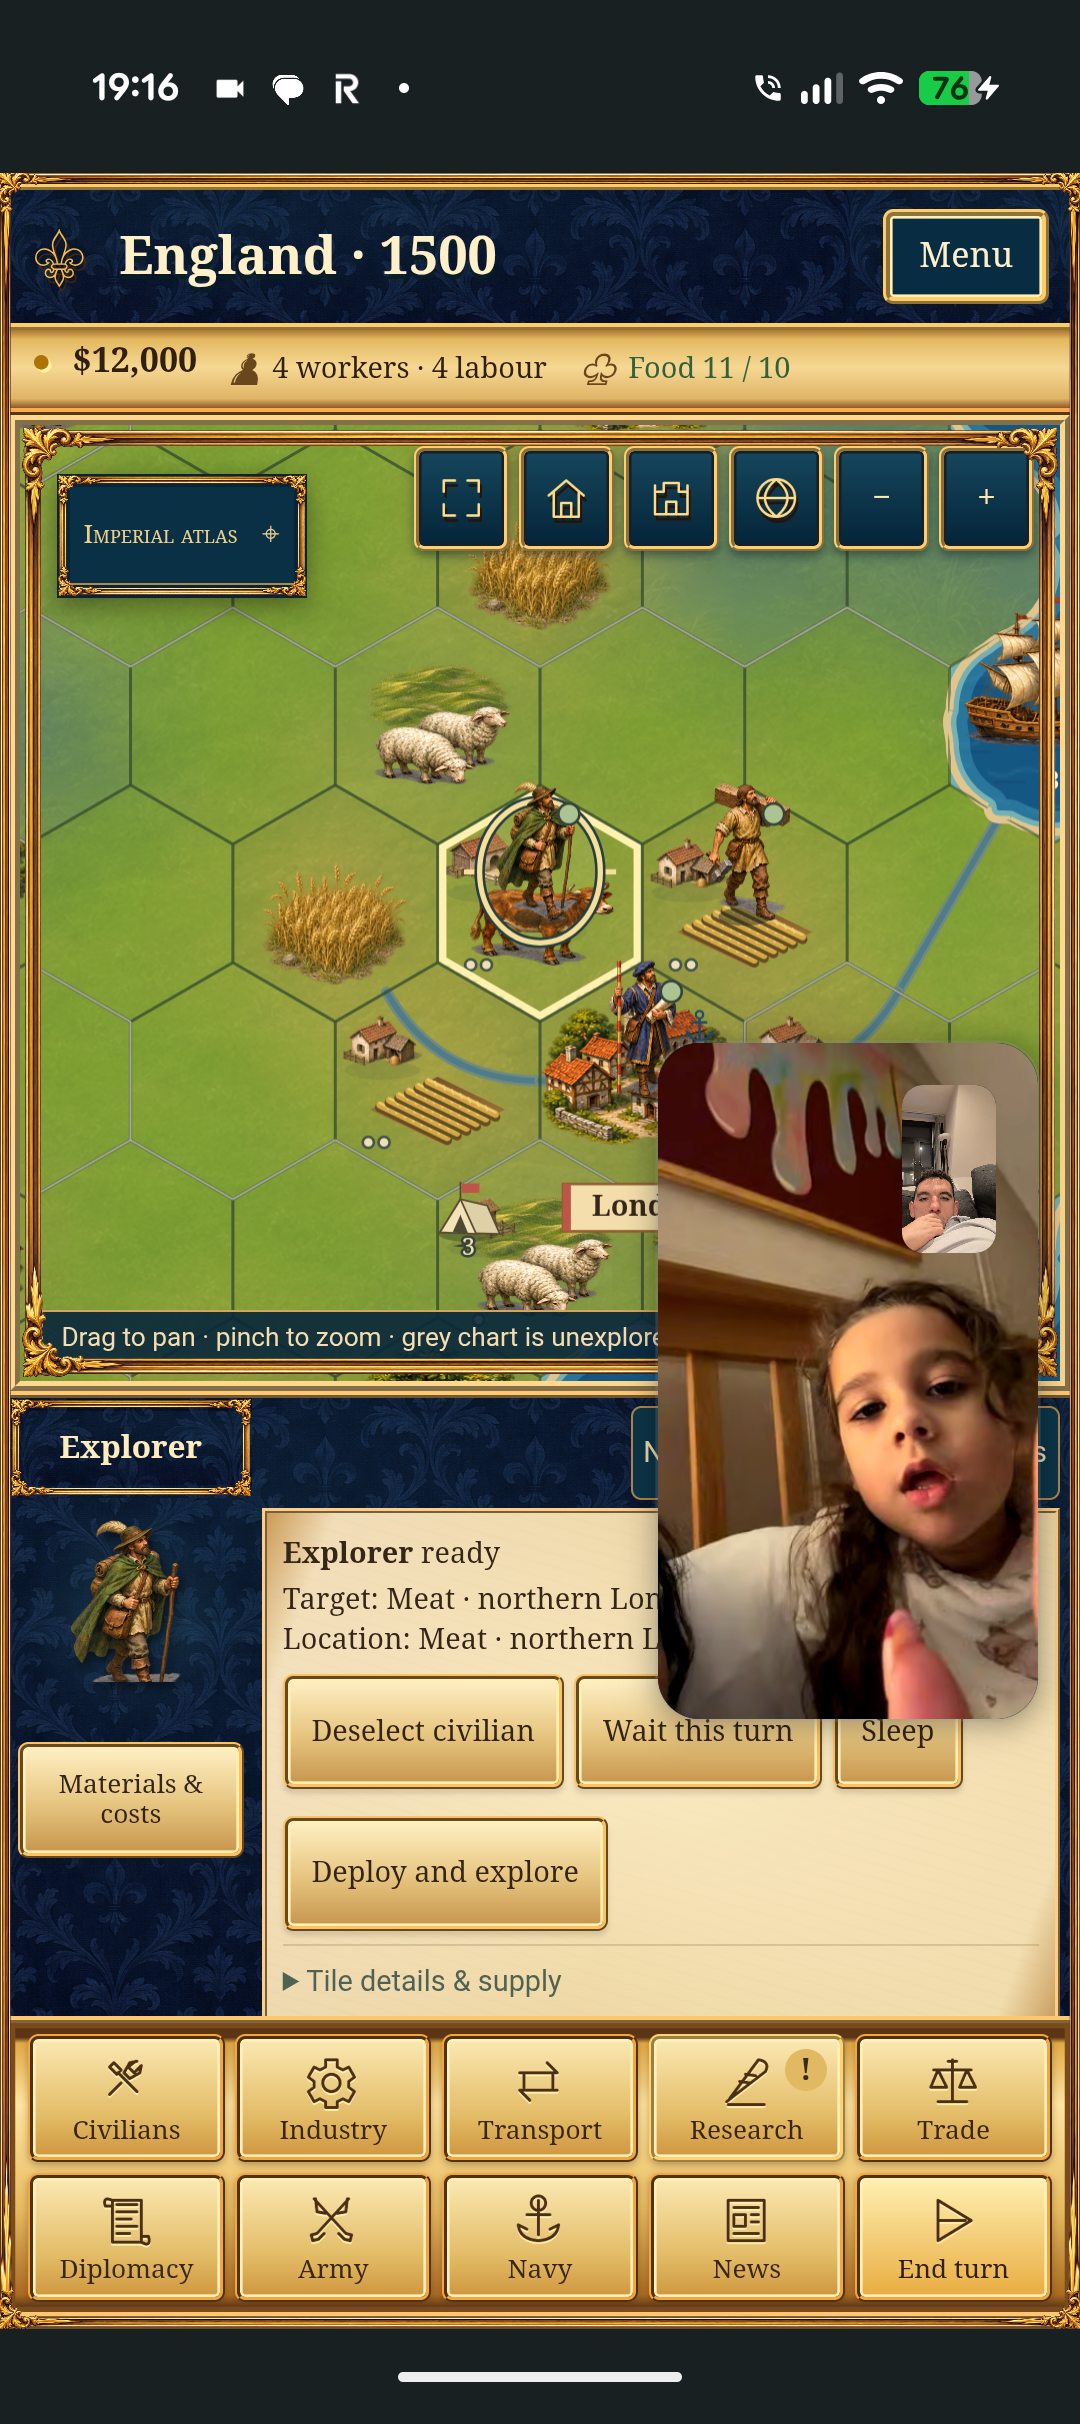 19:16
76
England · 1500
Menu
$12,000
4 workers · 4 labour
Food 11 / 10
Imperial atlas
−
+
3
Lond
Drag to pan · pinch to zoom · grey chart is unexplore
Explorer
N
s
Explorer ready
Target: Meat · northern Lon
Location: Meat · northern L
Deselect civilian
Wait this turn
Sleep
Materials &
costs
Deploy and explore
Tile details & supply
Civilians
Industry
Transport
!
Research
Trade
Diplomacy
Army
Navy
News
End turn